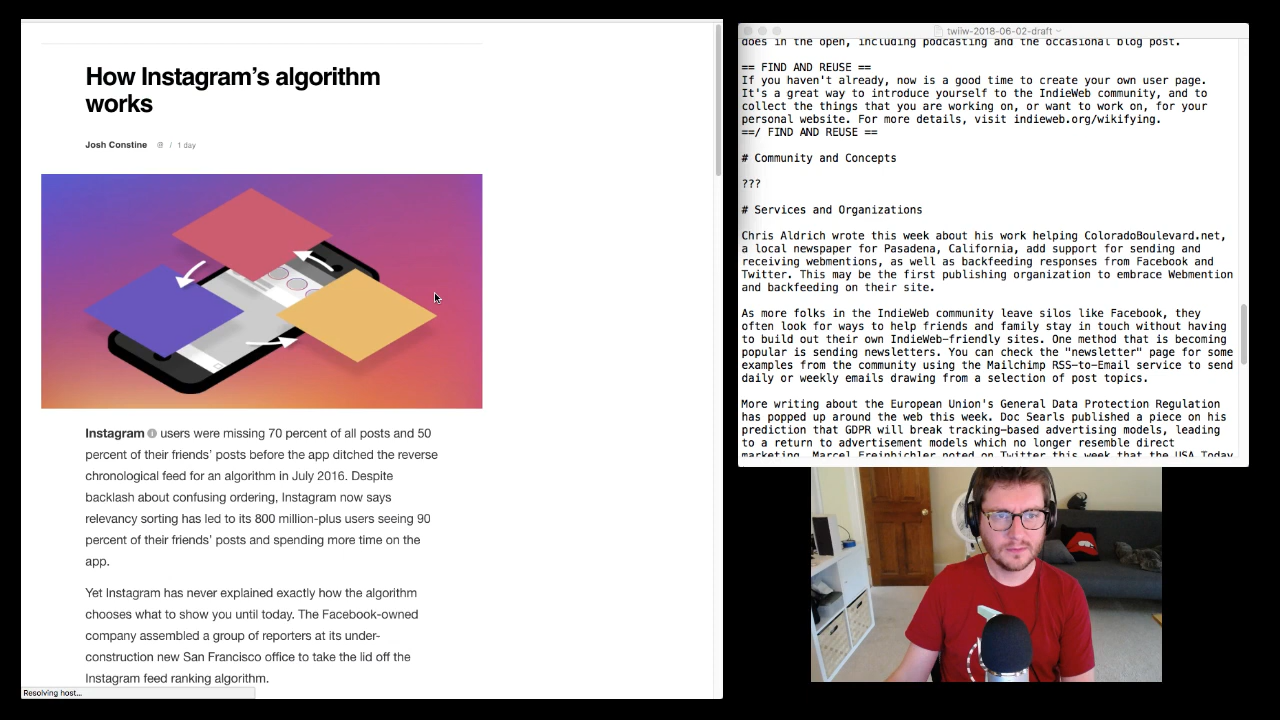 How Instagram’s algorithm
works
Josh Constine @ / 1 day
Instagram users were missing 70 percent of all posts and 50
percent of their friends’ posts before the app ditched the reverse
chronological feed for an algorithm in July 2016. Despite
backlash about confusing ordering, Instagram now says
relevancy sorting has led to its 800 million-plus users seeing 90
percent of their friends’ posts and spending more time on the
app.
Yet Instagram has never explained exactly how the algorithm
chooses what to show you until today. The Facebook-owned
company assembled a group of reporters at its under-
construction new San Francisco office to take the lid off the
Instagram feed ranking algorithm.
Resolving host...
twiiw-2018-06-02-draft
does in the open, including podcasting and the occasional blog post.
== FIND AND REUSE ==
If you haven't already, now is a good time to create your own user page.
It's a great way to introduce yourself to the IndieWeb community, and to
collect the things that you are working on, or want to work on, for your
personal website. For more details, visit indieweb.org/wikifying.
==/ FIND AND REUSE ==
# Community and Concepts
???
# Services and Organizations
Chris Aldrich wrote this week about his work helping ColoradoBoulevard.net,
a local newspaper for Pasadena, California, add support for sending and
receiving webmentions, as well as backfeeding responses from Facebook and
Twitter. This may be the first publishing organization to embrace Webmention
and backfeeding on their site.
As more folks in the IndieWeb community leave silos like Facebook, they
often look for ways to help friends and family stay in touch without having
to build out their own IndieWeb-friendly sites. One method that is becoming
popular is sending newsletters. You can check the "newsletter" page for some
examples from the community using the Mailchimp RSS-to-Email service to send
daily or weekly emails drawing from a selection of post topics.
More writing about the European Union's General Data Protection Regulation
has popped up around the web this week. Doc Searls published a piece on his
prediction that GDPR will break tracking-based advertising models, leading
to a return to advertisement models which no longer resemble direct
marketing. Marcel Freinbichler noted on Twitter this week that the USA Today